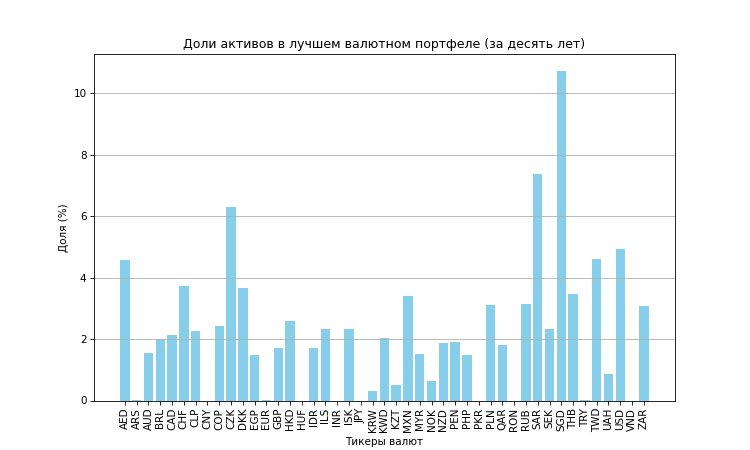 Доли активов в лучшем валютном портфеле (за десять лет)
Доля (%)
10
8
6
4
2
0
AED ARS AUD BRL CAD CHF CLP CNY COP CZK DKK EGP EUR GBP HKD HUF IDR ILS INR ISK JPY KRW KWD KZT MXN MYR NOK NZD PEN PHP PKR PLN QAR RON RUB SAR SEK SGD THB TRY TWD UAH USD VND ZAR
Тикеры валют